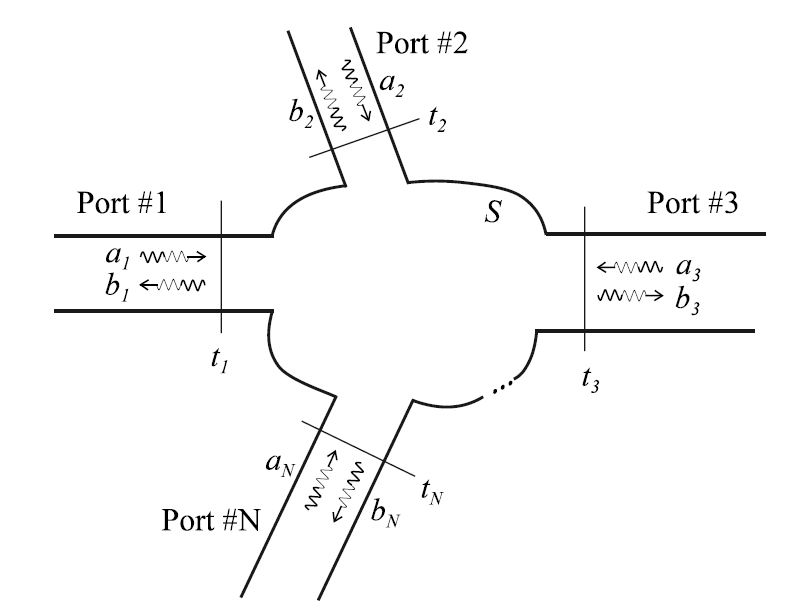 Port #2
a2
b2
t2
Port #1
S
Port #3
a1
b1
a3
b3
t1
t3
aN
tN
bN
Port #N
...